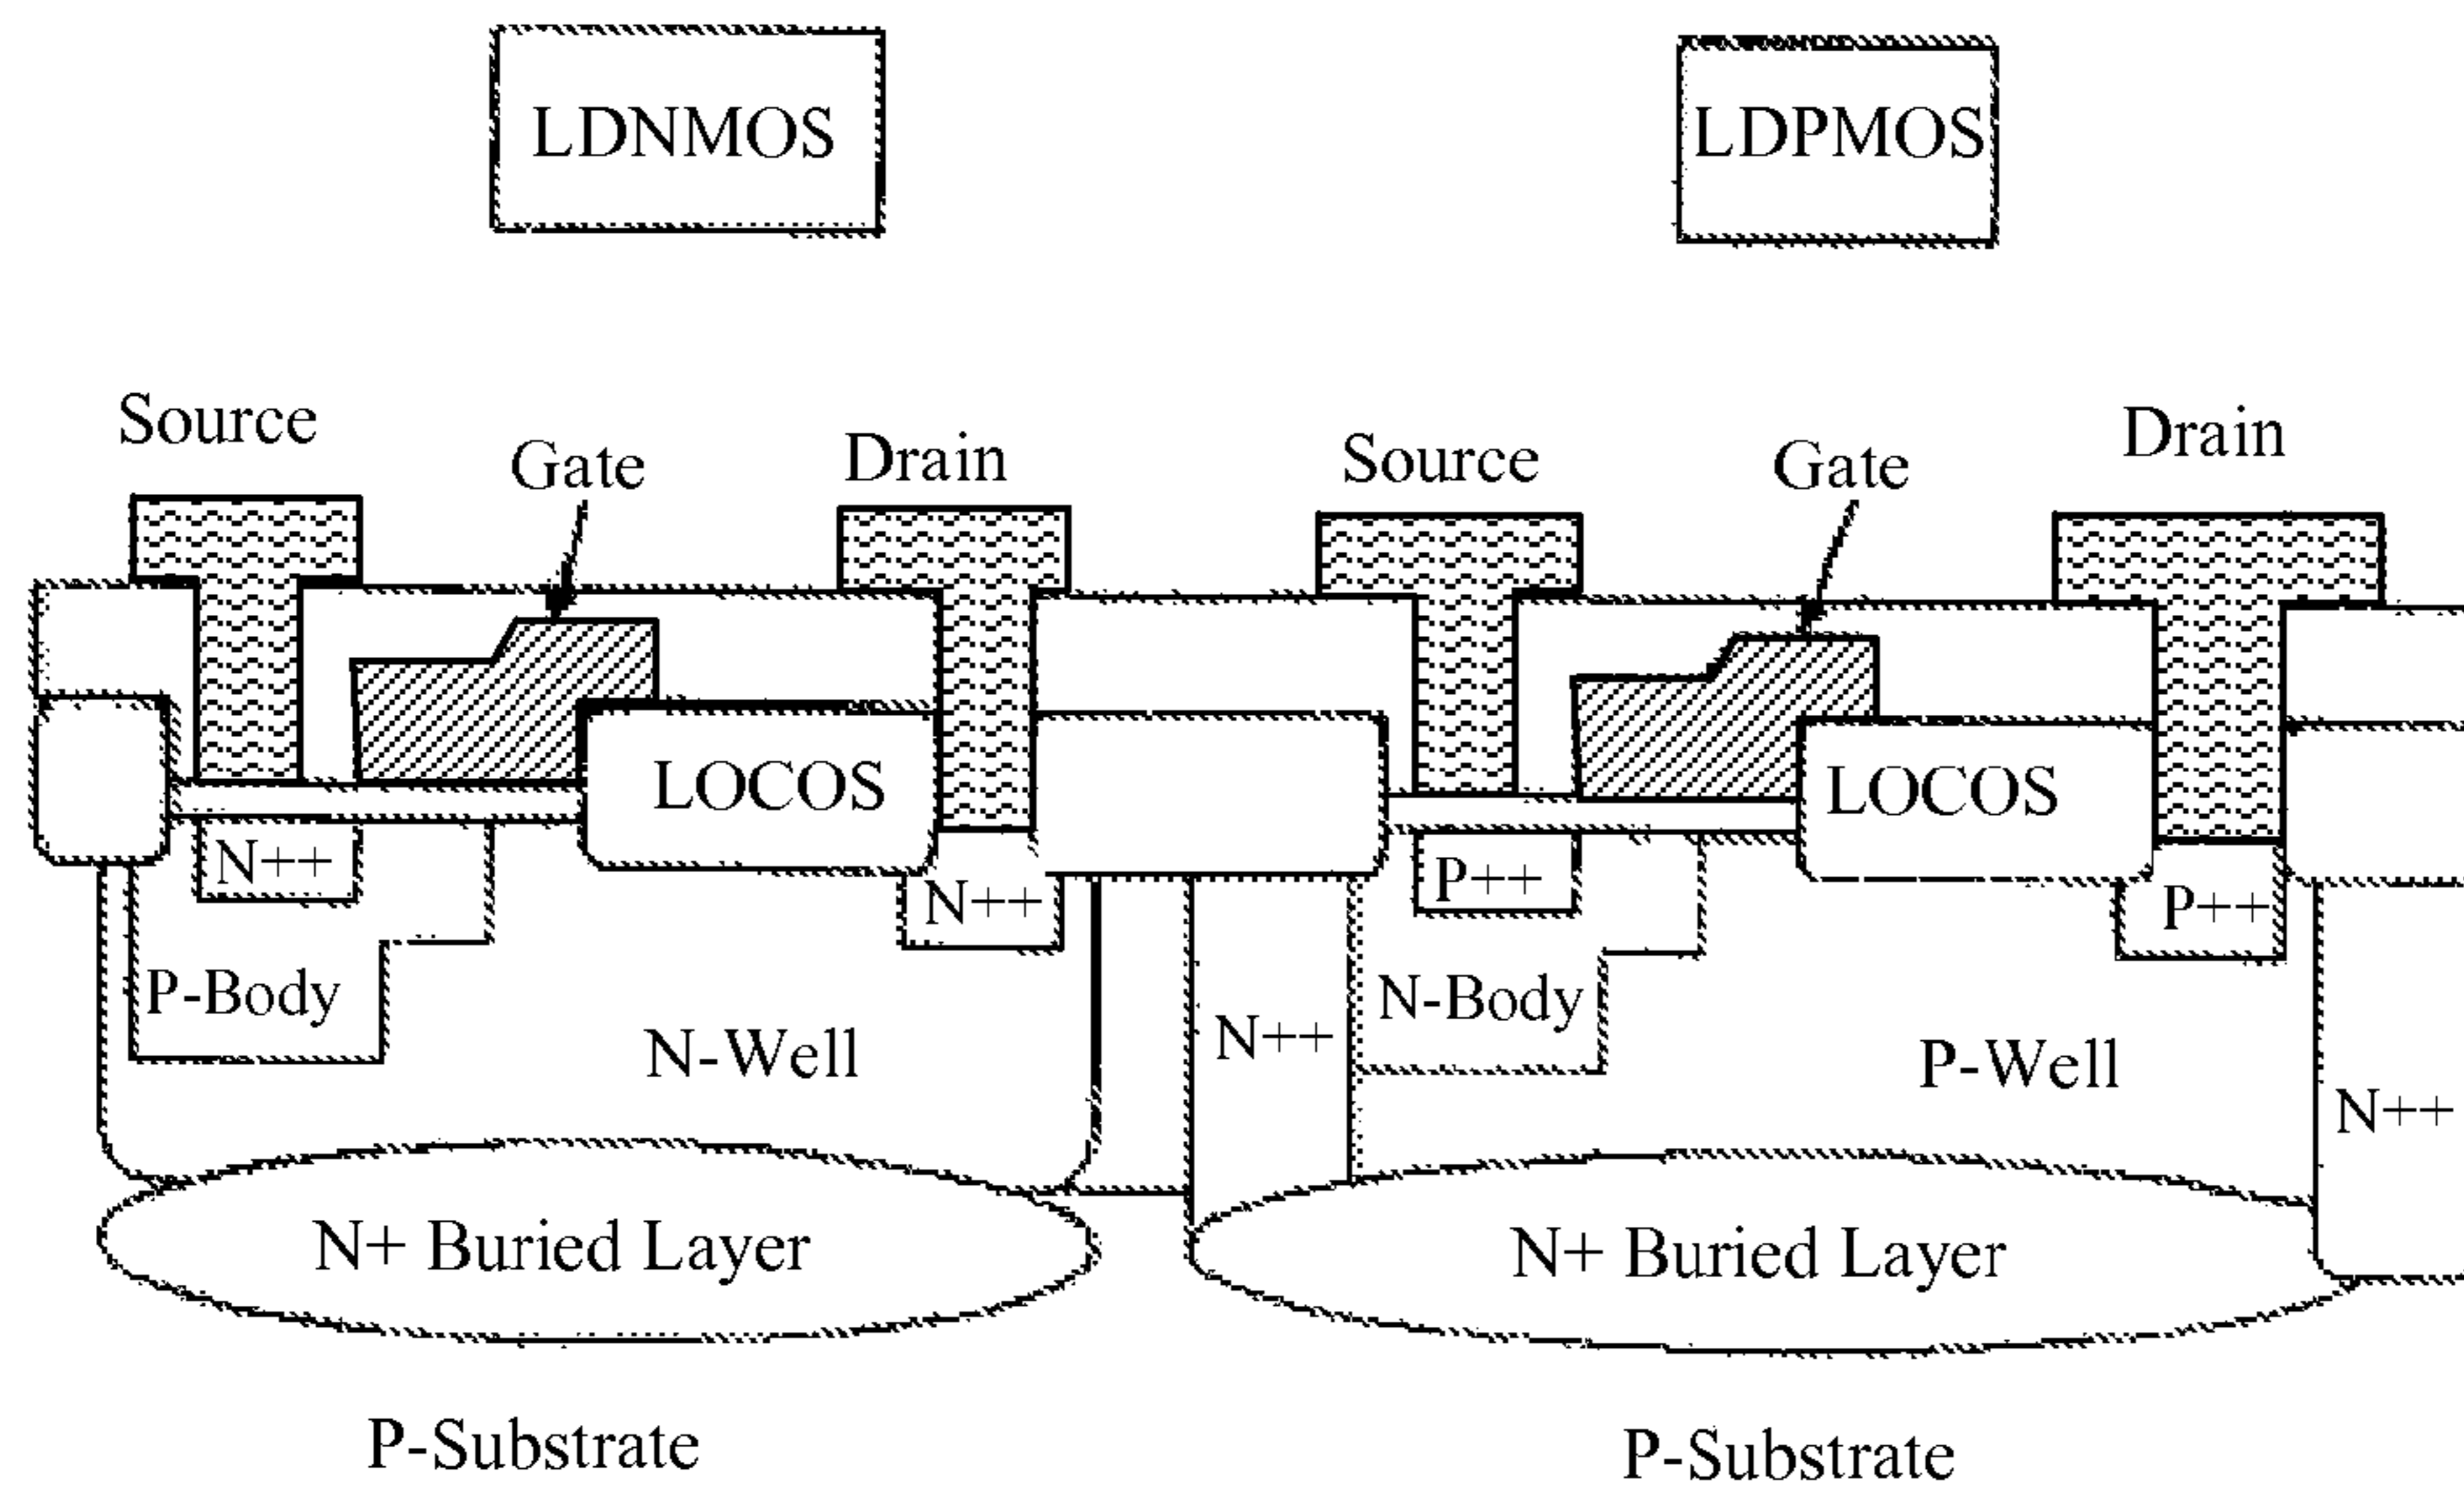 LDNMOS
LDPMOS
Source
Gate
Drain
Source
Gate
Drain
LOCOS
LOCOS
N++
N++
P++
P++
P-Body
N-Well
N++
N-Body
P-Well
N++
N+ Buried Layer
N+ Buried Layer
P-Substrate
P-Substrate